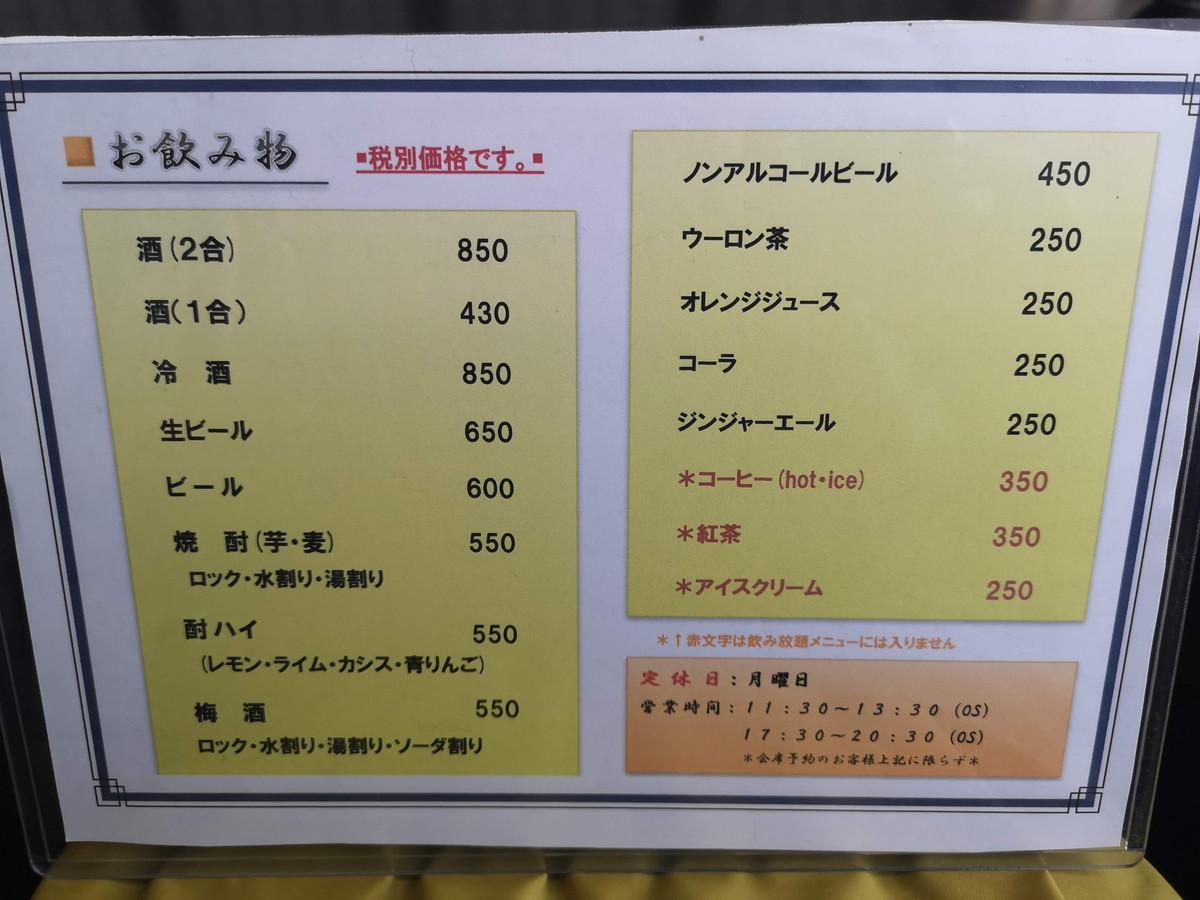 お飲み物
■税別価格です。■
酒(2合) 850
酒(1合) 430
冷 酒 850
生ビール 650
ビール 600
焼 酎(芋・麦) 550
ロック・水割り・湯割り
酎ハイ 550
(レモン・ライム・カシス・青りんご)
梅 酒 550
ロック・水割り・湯割り・ソーダ割り
ノンアルコールビール 450
ウーロン茶 250
オレンジジュース 250
コーラ 250
ジンジャーエール 250
＊コーヒー(hot・ice) 350
＊紅茶 350
＊アイスクリーム 250
＊↑赤文字は飲み放題メニューには入りません
定休日：月曜日
営業時間：11：30～13：30 (OS)
17：30～20：30 (OS)
＊会席予約のお客様上記に限らず＊